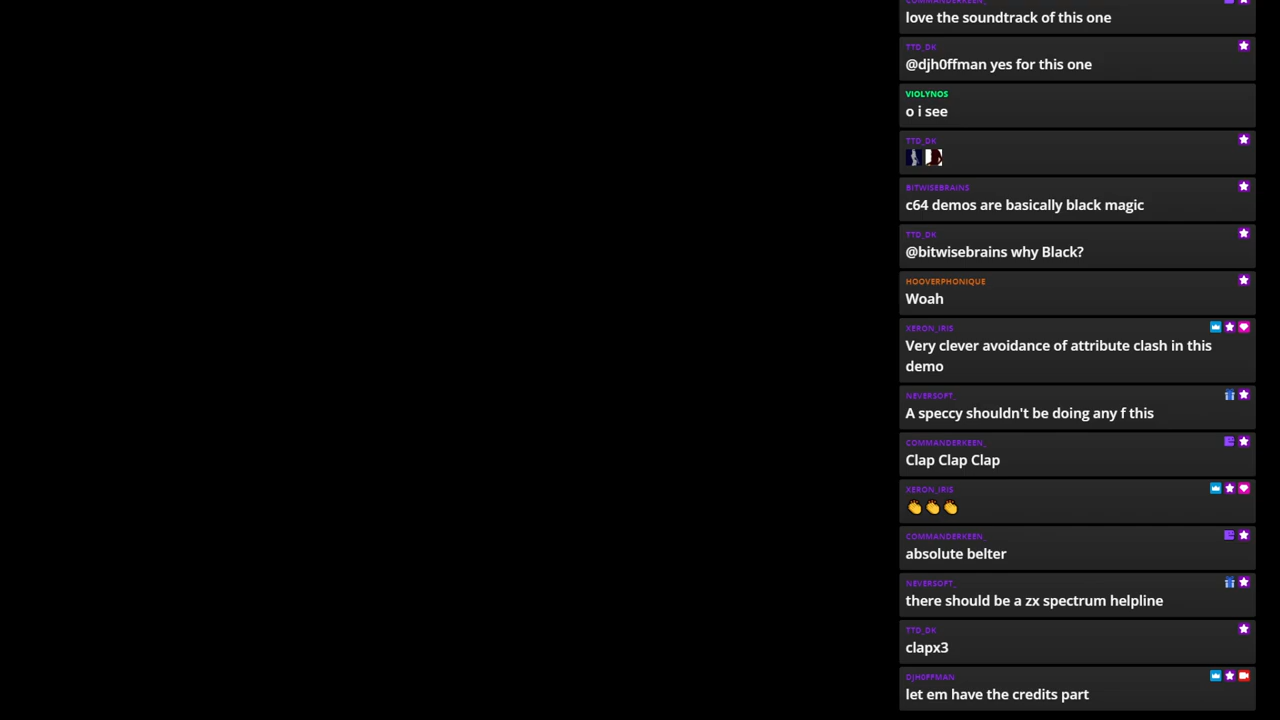 COMMANDERKEEN_
love the soundtrack of this one
TTD_DK
@djh0ffman yes for this one
VIOLYNOS
o i see
TTD_DK
BITWISEBRAINS
c64 demos are basically black magic
TTD_DK
@bitwisebrains why Black?
HOOVERPHONIQUE
Woah
XERON_IRIS
Very clever avoidance of attribute clash in this
demo
NEVERSOFT_
A speccy shouldn't be doing any f this
COMMANDERKEEN_
Clap Clap Clap
XERON_IRIS
👏👏👏
COMMANDERKEEN_
absolute belter
NEVERSOFT_
there should be a zx spectrum helpline
TTD_DK
clapx3
DJH0FFMAN
let em have the credits part